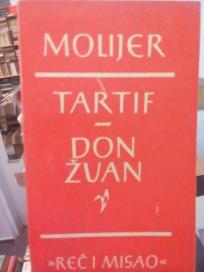 MOLIJER
TARTIF
–
DON
ŽUAN
»REČ I MISAO«